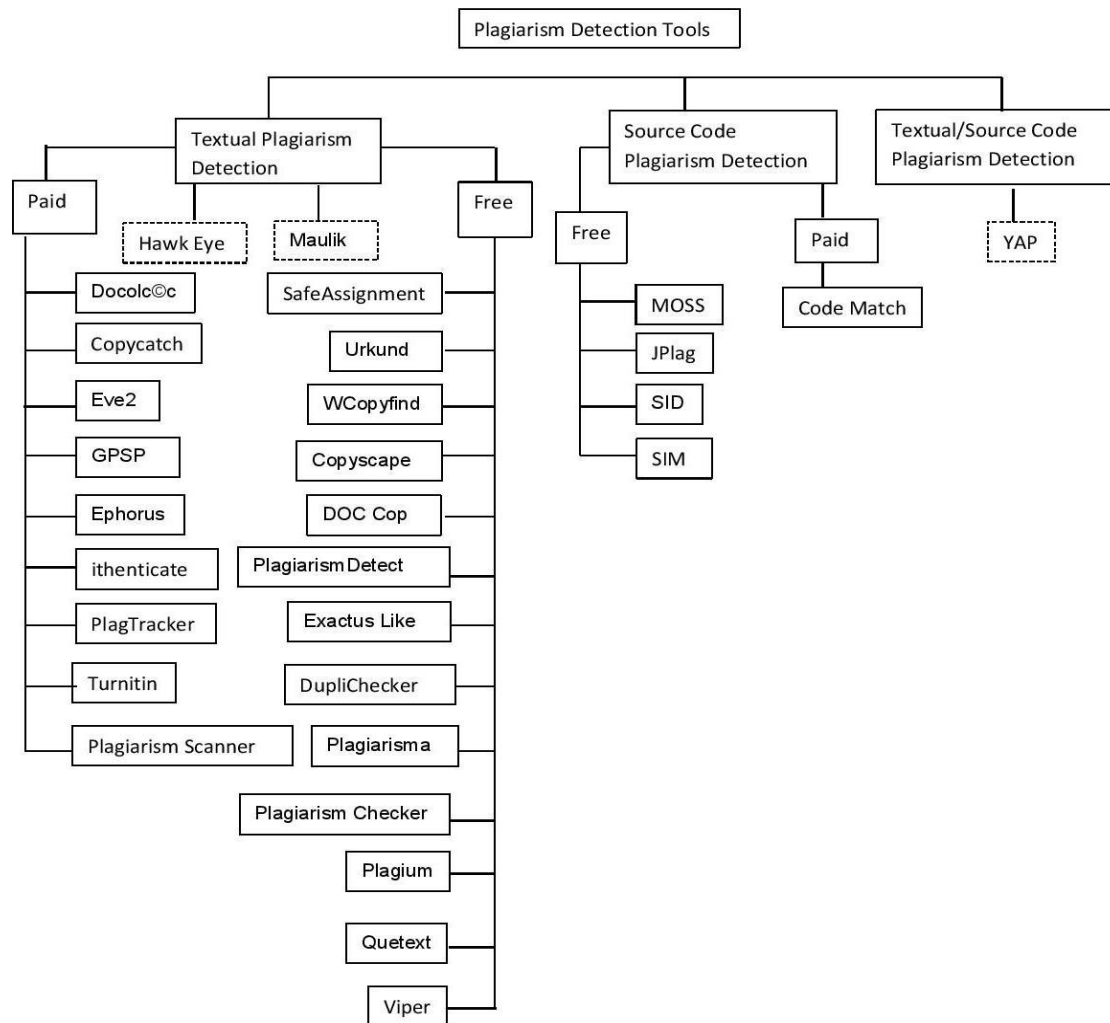 Plagiarism Detection Tools
Textual Plagiarism
Detection
Source Code
Plagiarism Detection
Textual/Source Code
Plagiarism Detection
Paid
Hawk Eye
Maulik
Free
Free
Paid
YAP
Docolc©c
SafeAssignment
MOSS
Code Match
Copycatch
Urkund
JPlag
Eve2
WCopyfind
SID
GPSP
Copyscape
SIM
Ephorus
DOC Cop
ithenticate
PlagiarismDetect
PlagTracker
Exactus Like
Turnitin
DupliChecker
Plagiarism Scanner
Plagiarisma
Plagiarism Checker
Plagium
Quetext
Viper